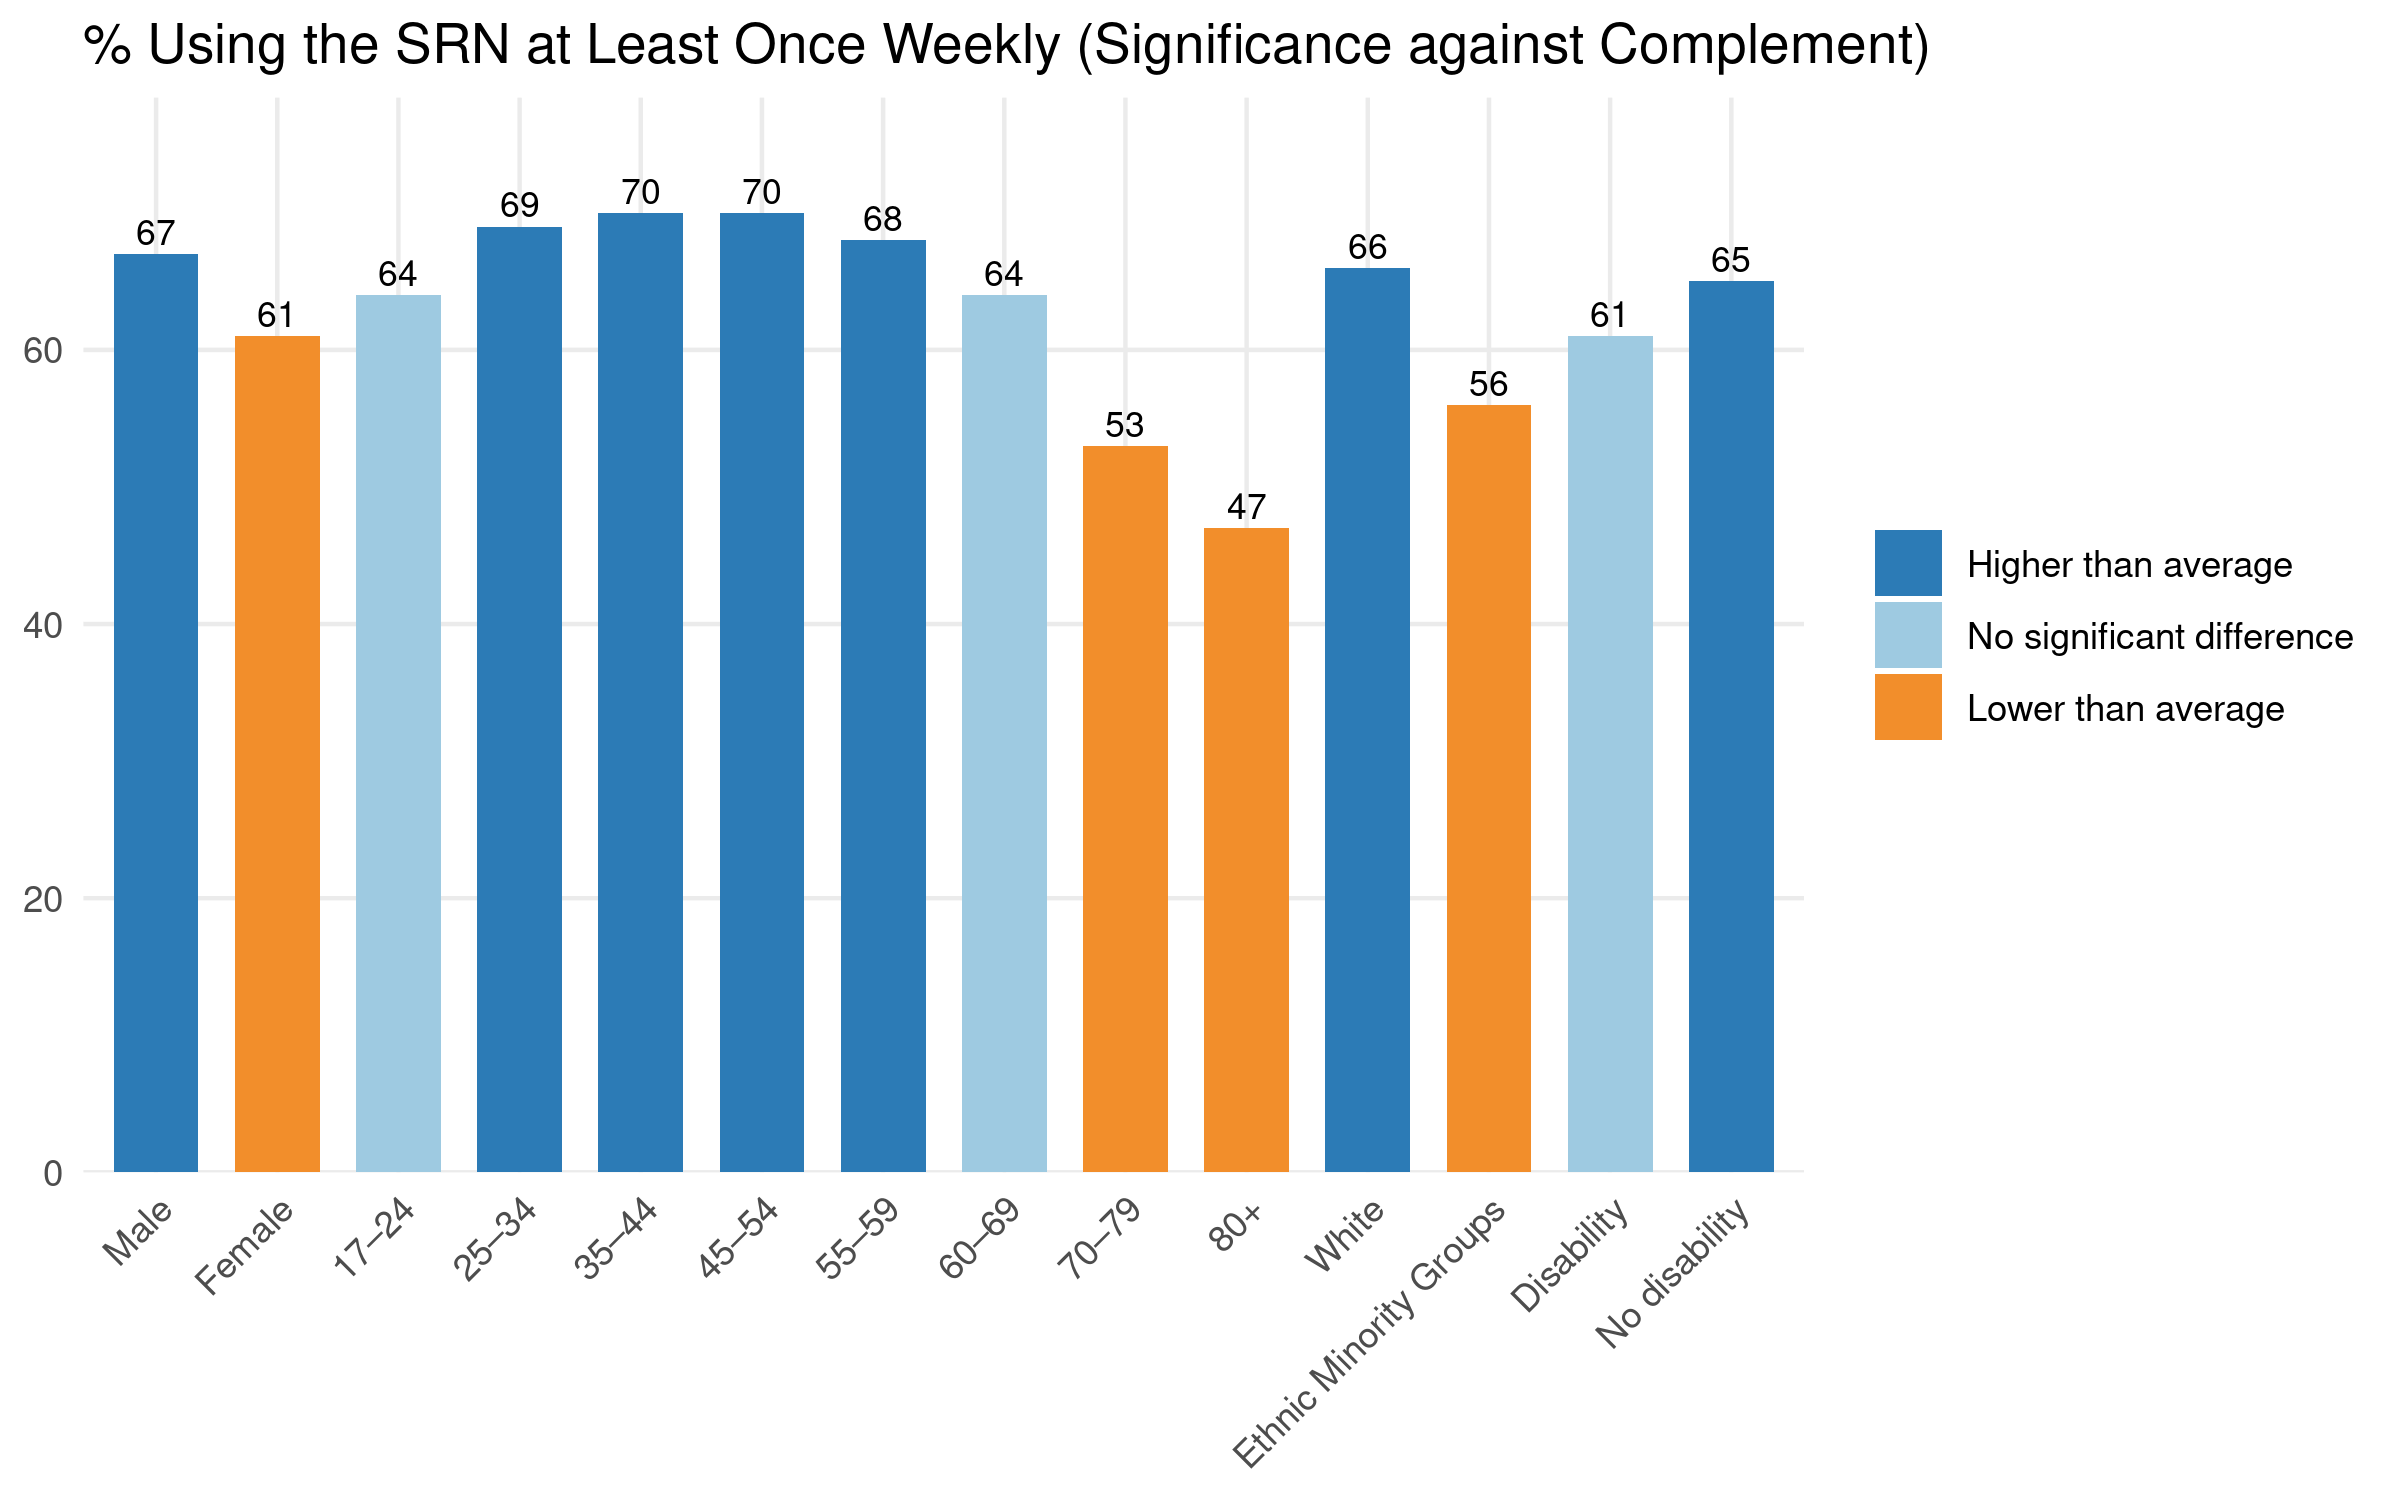 % Using the SRN at Least Once Weekly (Significance against Complement)
67
61
64
69
70
70
68
64
53
47
66
56
61
65
60
40
20
0
Male
Female
17–24
25–34
35–44
45–54
55–59
60–69
70–79
80+
White
Ethnic Minority Groups
Disability
No disability
Higher than average
No significant difference
Lower than average